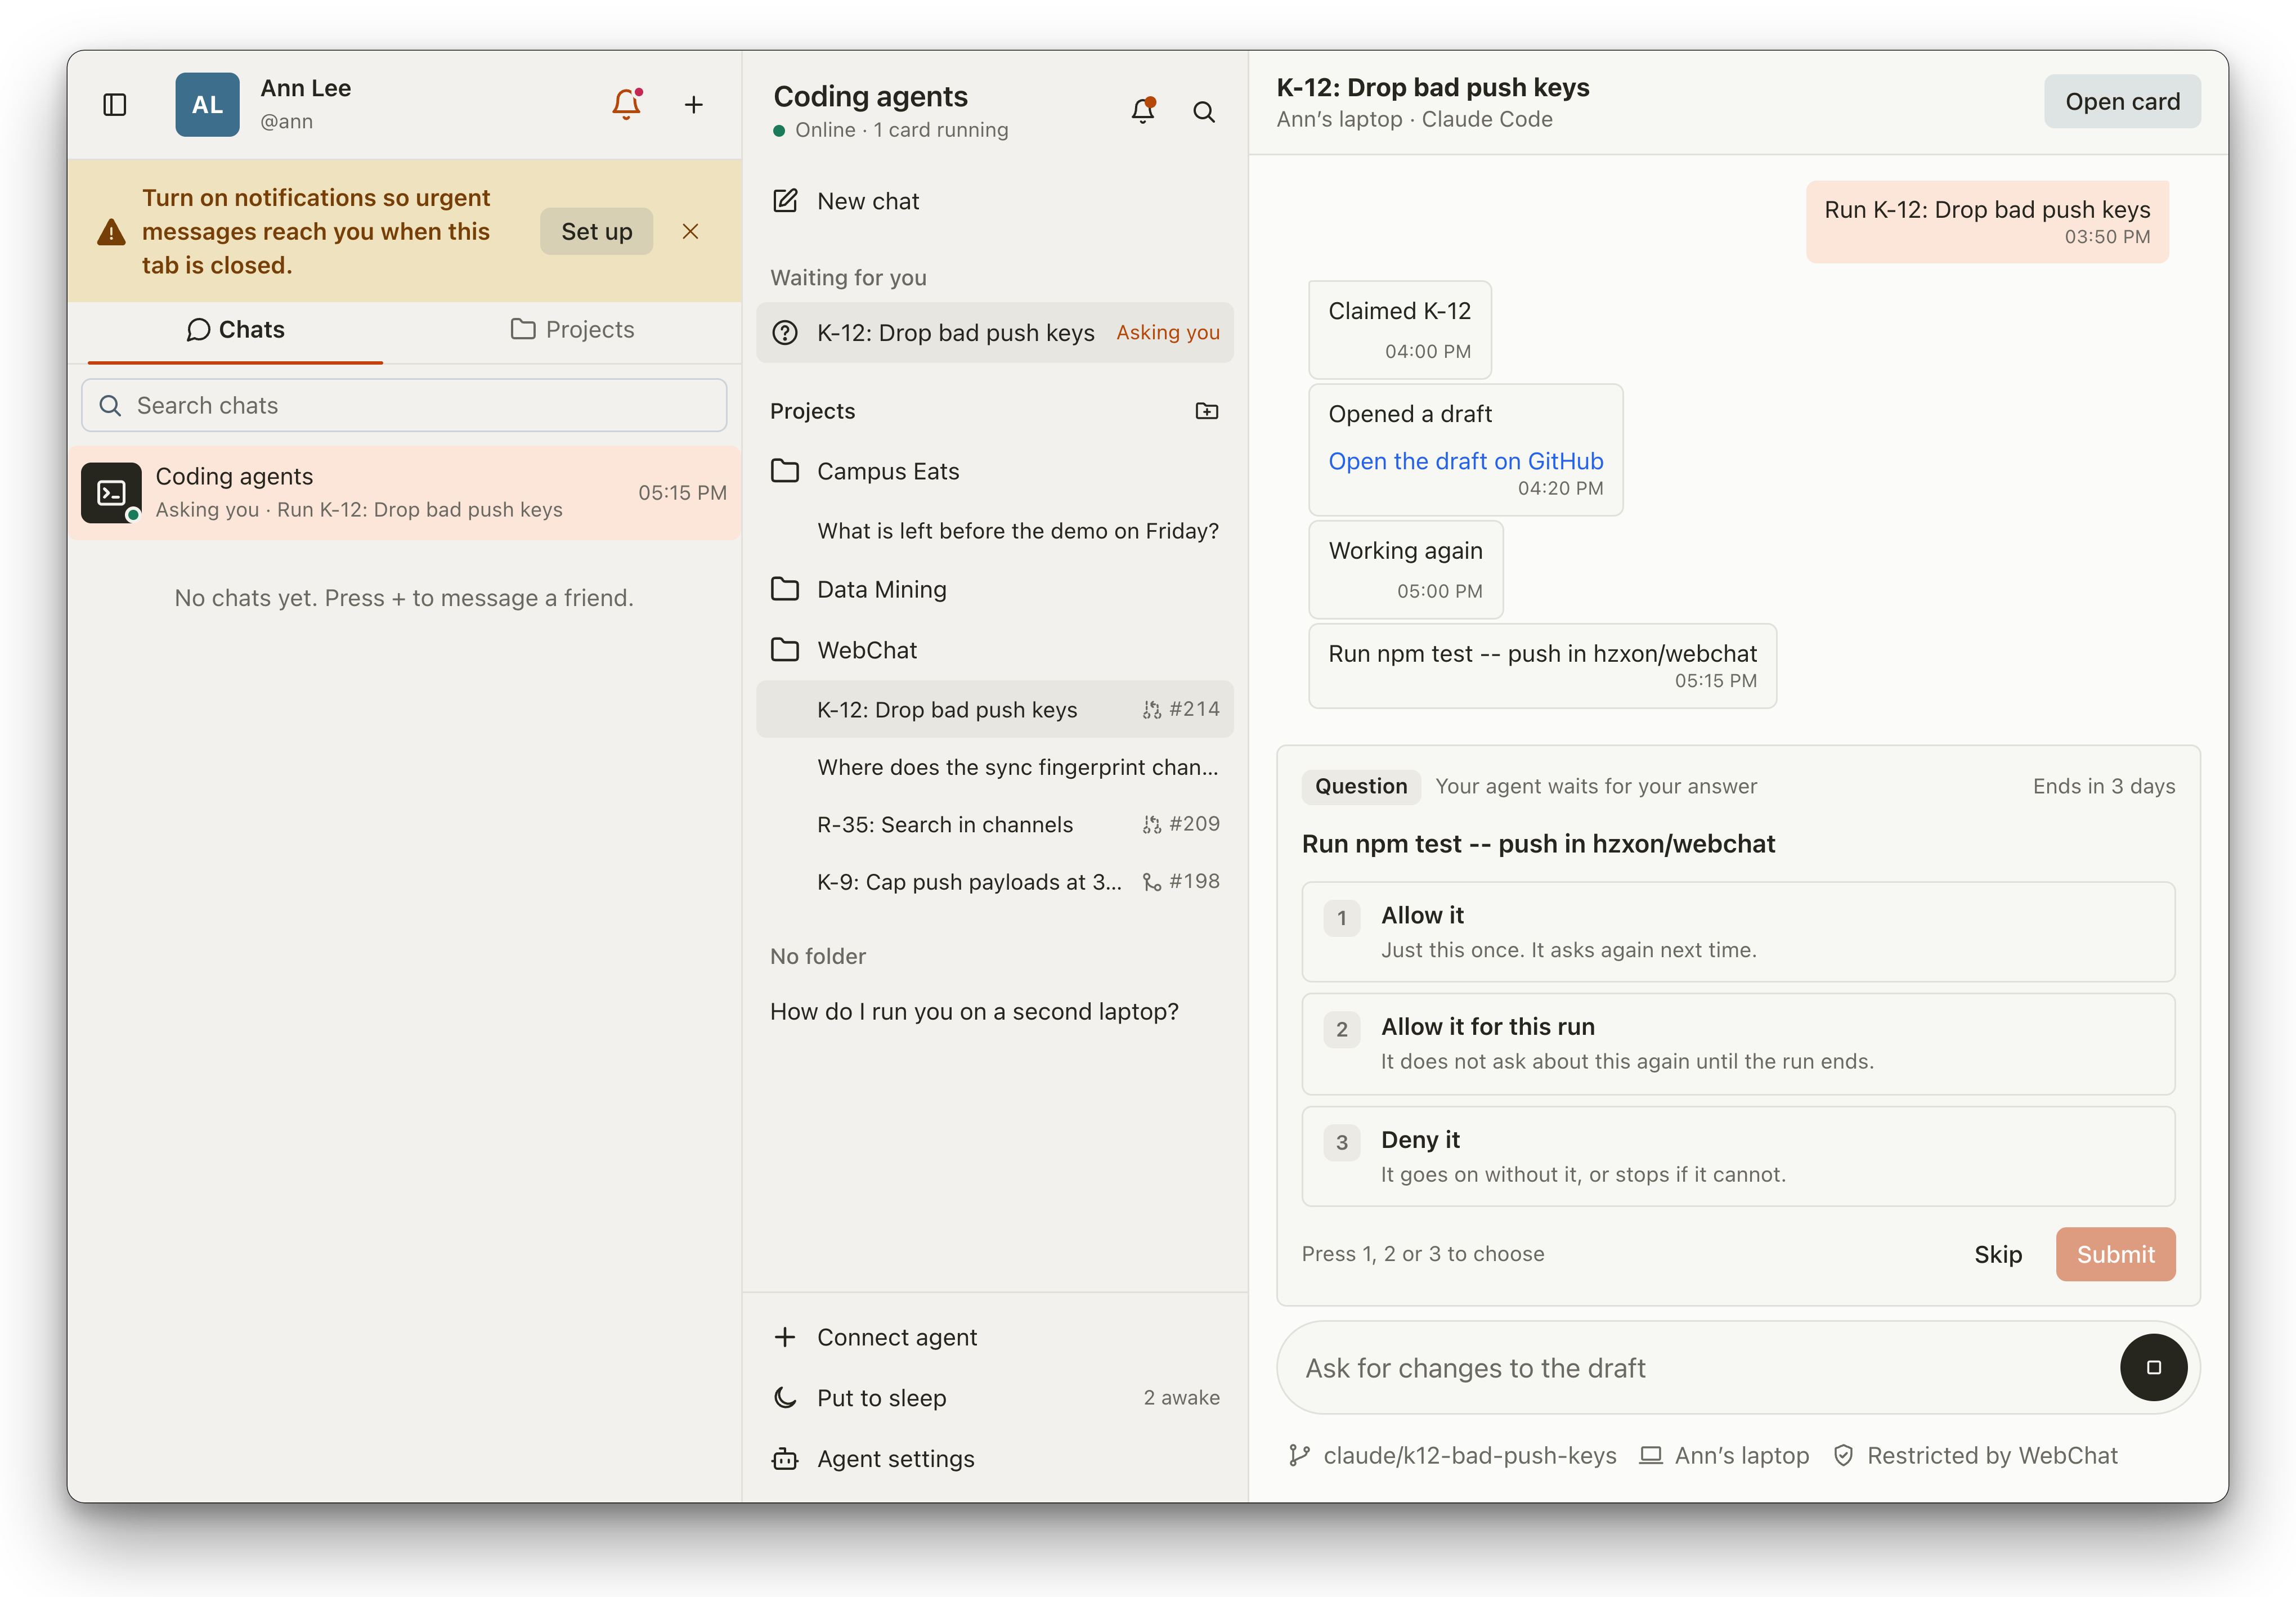 AL
Ann Lee
@ann
Turn on notifications so urgent
messages reach you when this
tab is closed.
Set up
Chats
Projects
Search chats
Coding agents
05:15 PM
Asking you · Run K-12: Drop bad push keys
No chats yet. Press + to message a friend.
Coding agents
Online · 1 card running
New chat
Waiting for you
K-12: Drop bad push keys
Asking you
Projects
Campus Eats
What is left before the demo on Friday?
Data Mining
WebChat
K-12: Drop bad push keys
#214
Where does the sync fingerprint chan...
R-35: Search in channels
#209
K-9: Cap push payloads at 3...
#198
No folder
How do I run you on a second laptop?
Connect agent
Put to sleep
2 awake
Agent settings
K-12: Drop bad push keys
Ann’s laptop · Claude Code
Open card
Run K-12: Drop bad push keys
03:50 PM
Claimed K-12
04:00 PM
Opened a draft
Open the draft on GitHub
04:20 PM
Working again
05:00 PM
Run npm test -- push in hzxon/webchat
05:15 PM
Question
Your agent waits for your answer
Ends in 3 days
Run npm test -- push in hzxon/webchat
1
Allow it
Just this once. It asks again next time.
2
Allow it for this run
It does not ask about this again until the run ends.
3
Deny it
It goes on without it, or stops if it cannot.
Press 1, 2 or 3 to choose
Skip
Submit
Ask for changes to the draft
claude/k12-bad-push-keys
Ann’s laptop
Restricted by WebChat